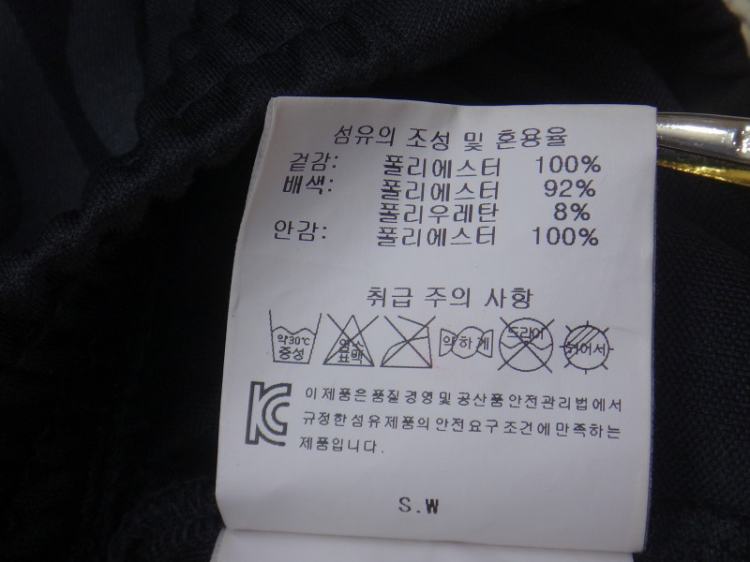 섬유의 조성 및 혼용율
겉감: 폴리에스터 100%
배색: 폴리에스터 92%
폴리우레탄 8%
안감: 폴리에스터 100%
취급 주의 사항
약30℃
중성
염소
표백
약하게
드라이
뉘어서
이 제품은 품질 경영 및 공산품 안전관리법에서
규정한 섬유 제품의 안전 요구 조건에 만족하는
제품입니다.
S.W